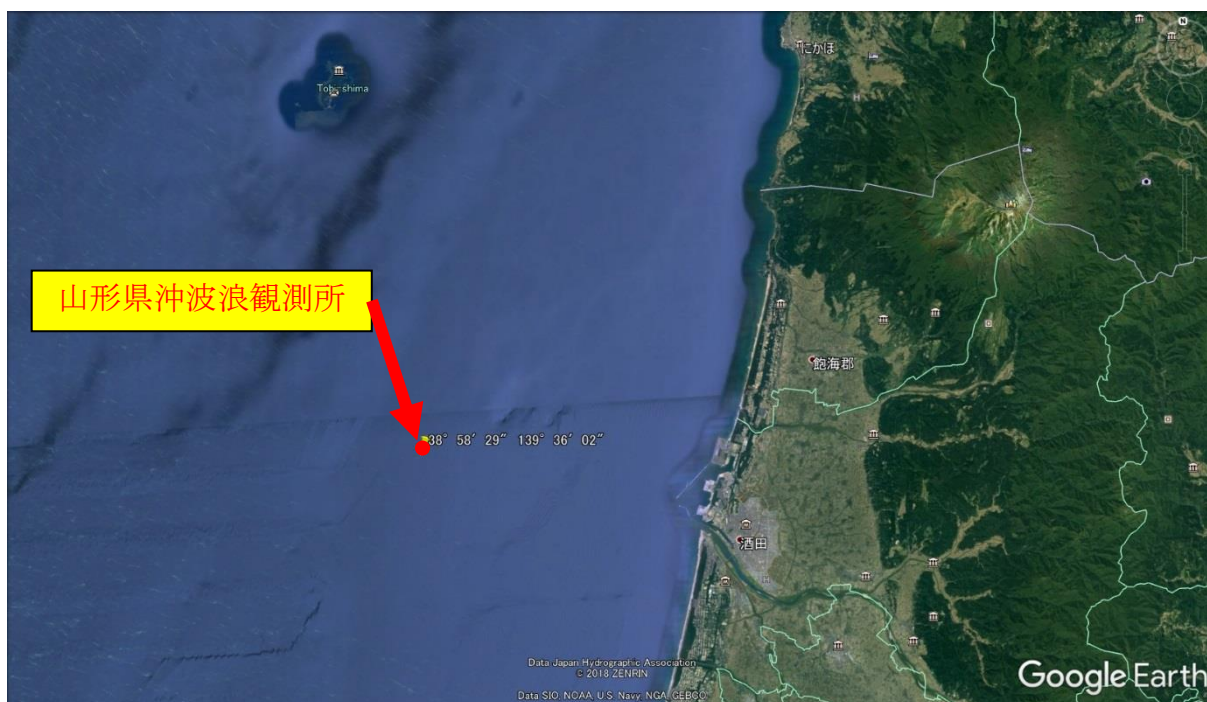 にかほ
Tobishima
山形県沖波浪観測所
飽海郡
38° 58′ 29″ 139° 36′ 02″
酒田
Data Japan Hydrographic Association
© 2018 ZENRIN
Data SIO, NOAA, U.S. Navy, NGA, GEBCO
Google Earth
N